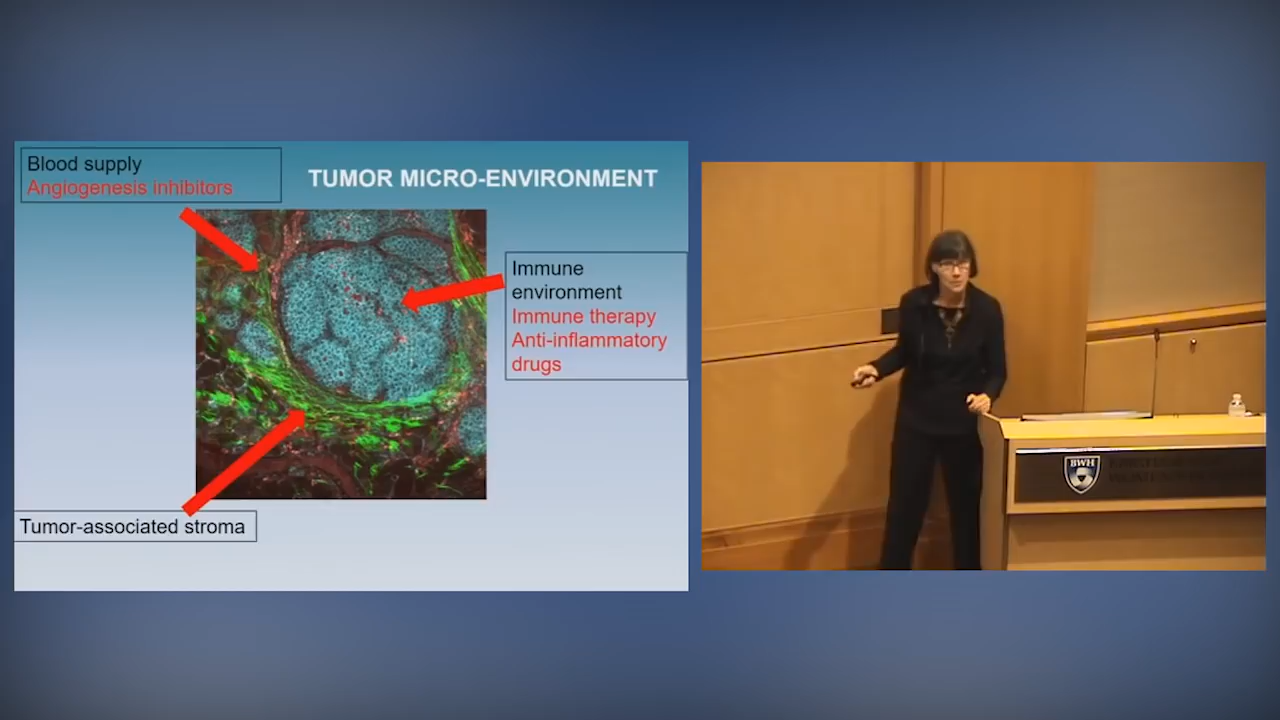 Blood supply
Angiogenesis inhibitors
TUMOR MICRO-ENVIRONMENT
Immune
environment
Immune therapy
Anti-inflammatory
drugs
Tumor-associated stroma
BWH